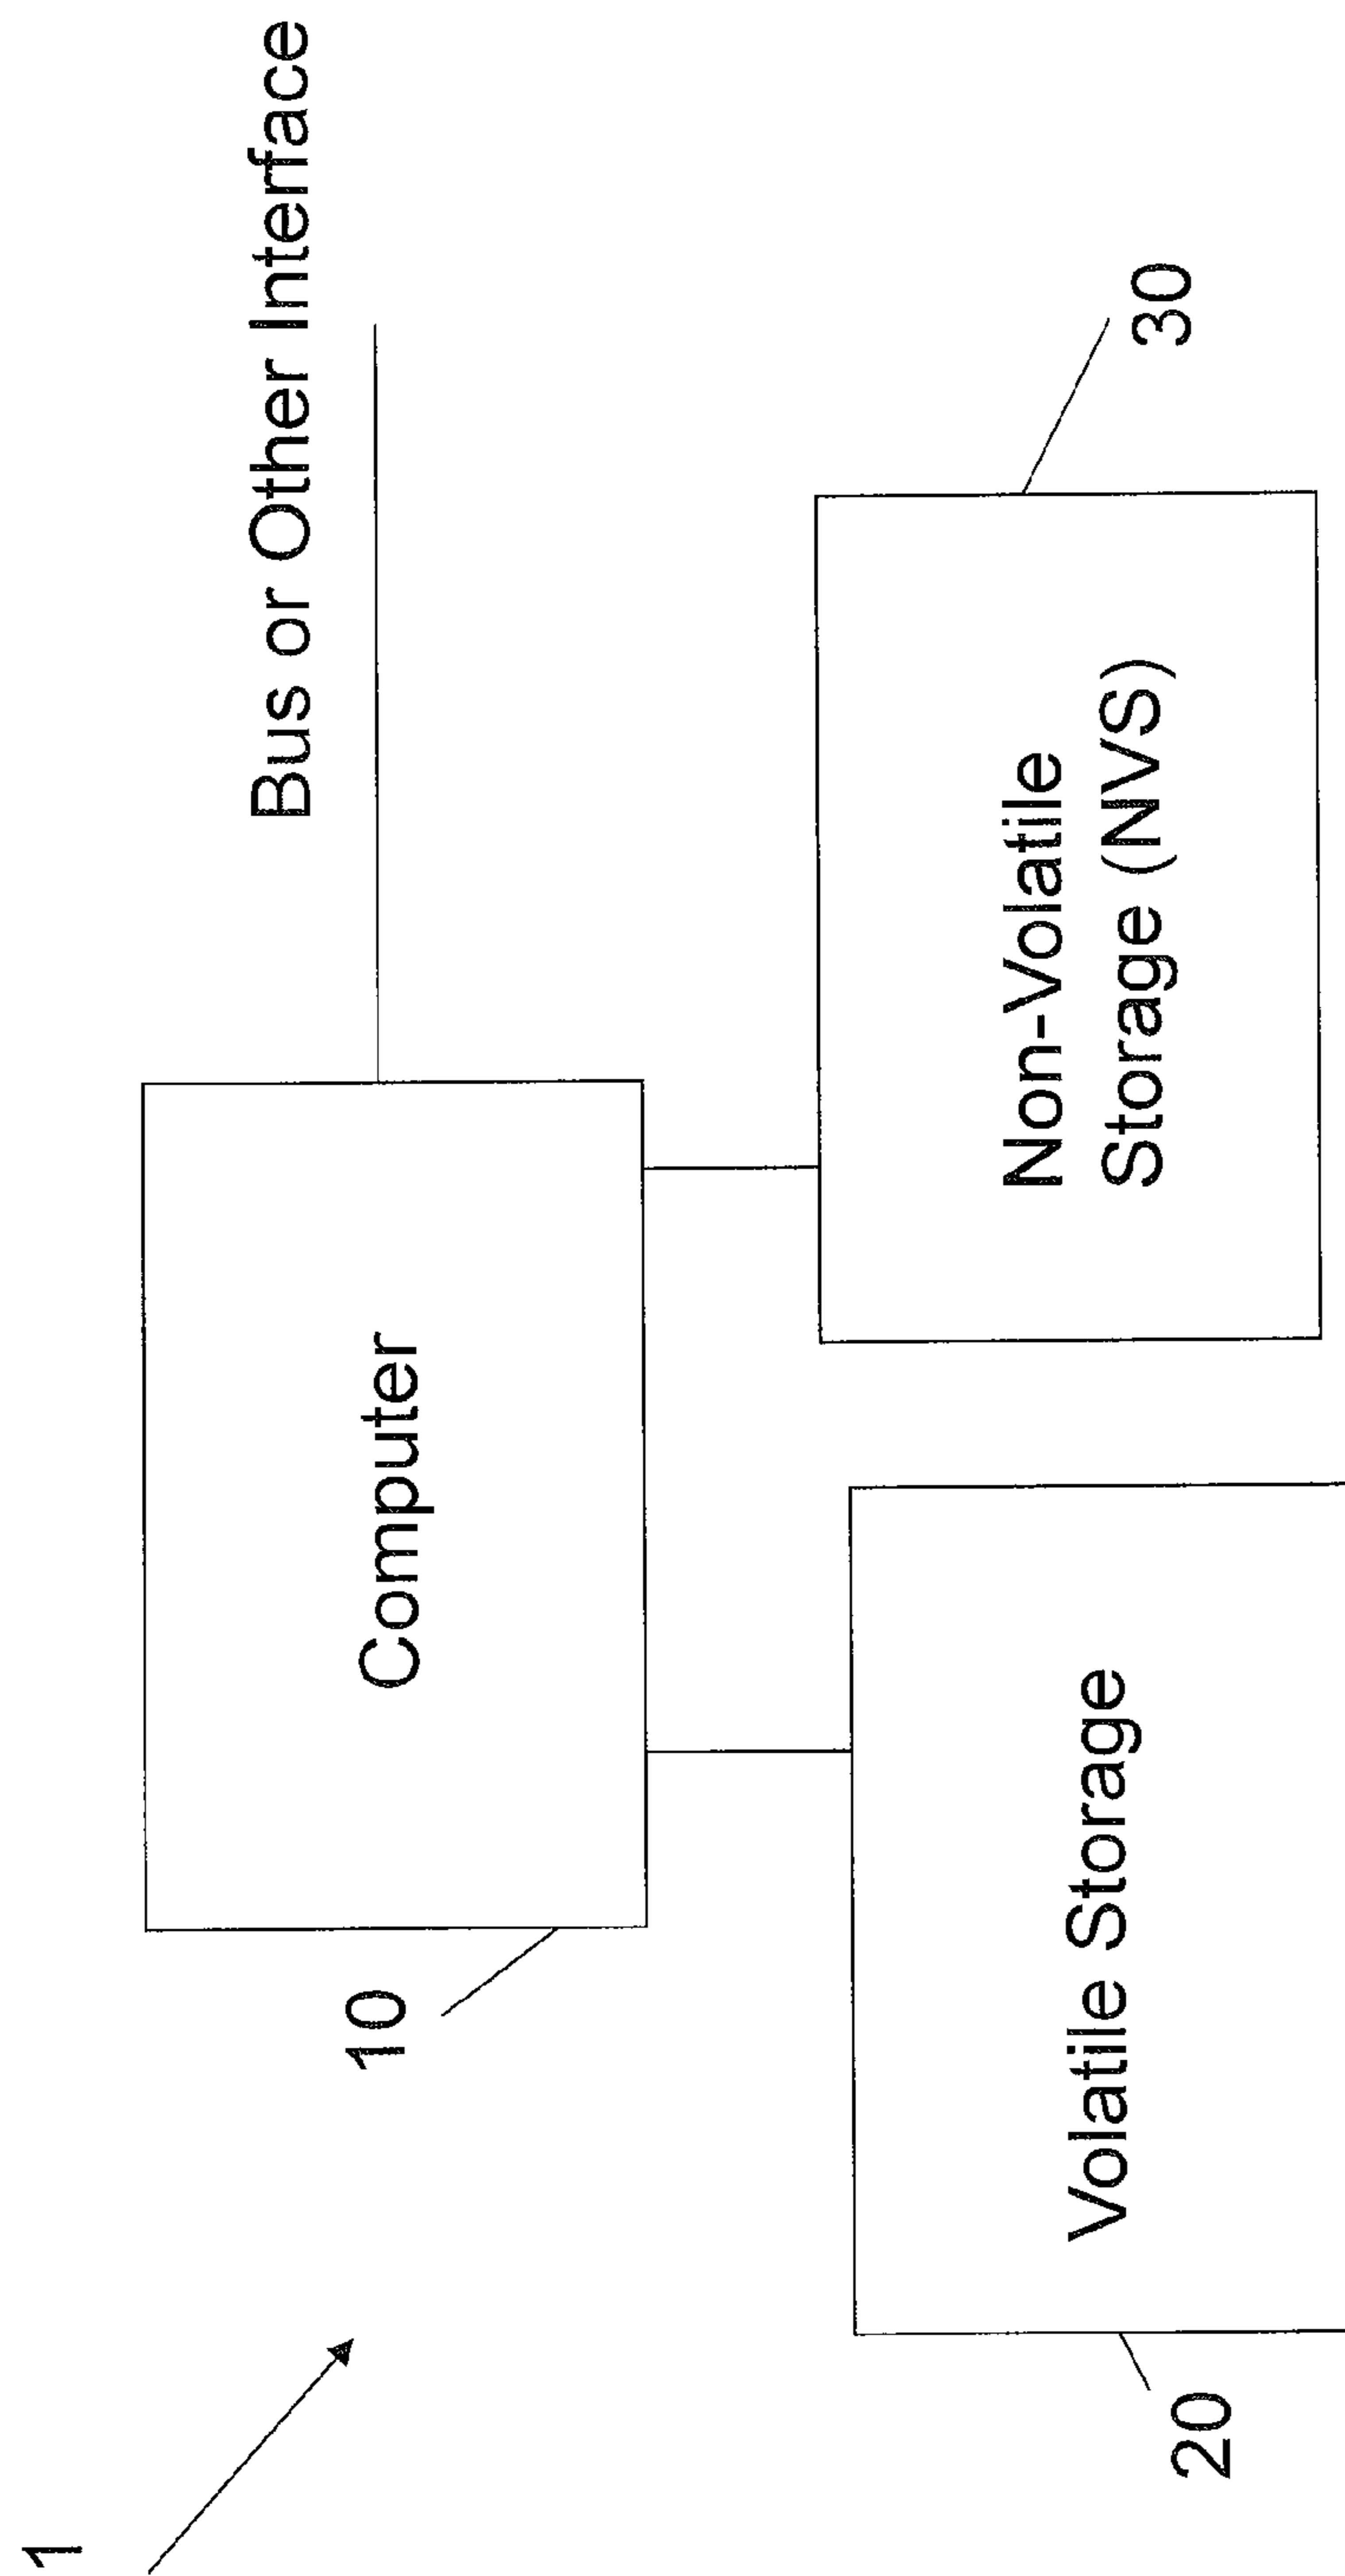 1
Bus or Other Interface
10
Computer
20
Volatile Storage
Non-Volatile
Storage (NVS)
30